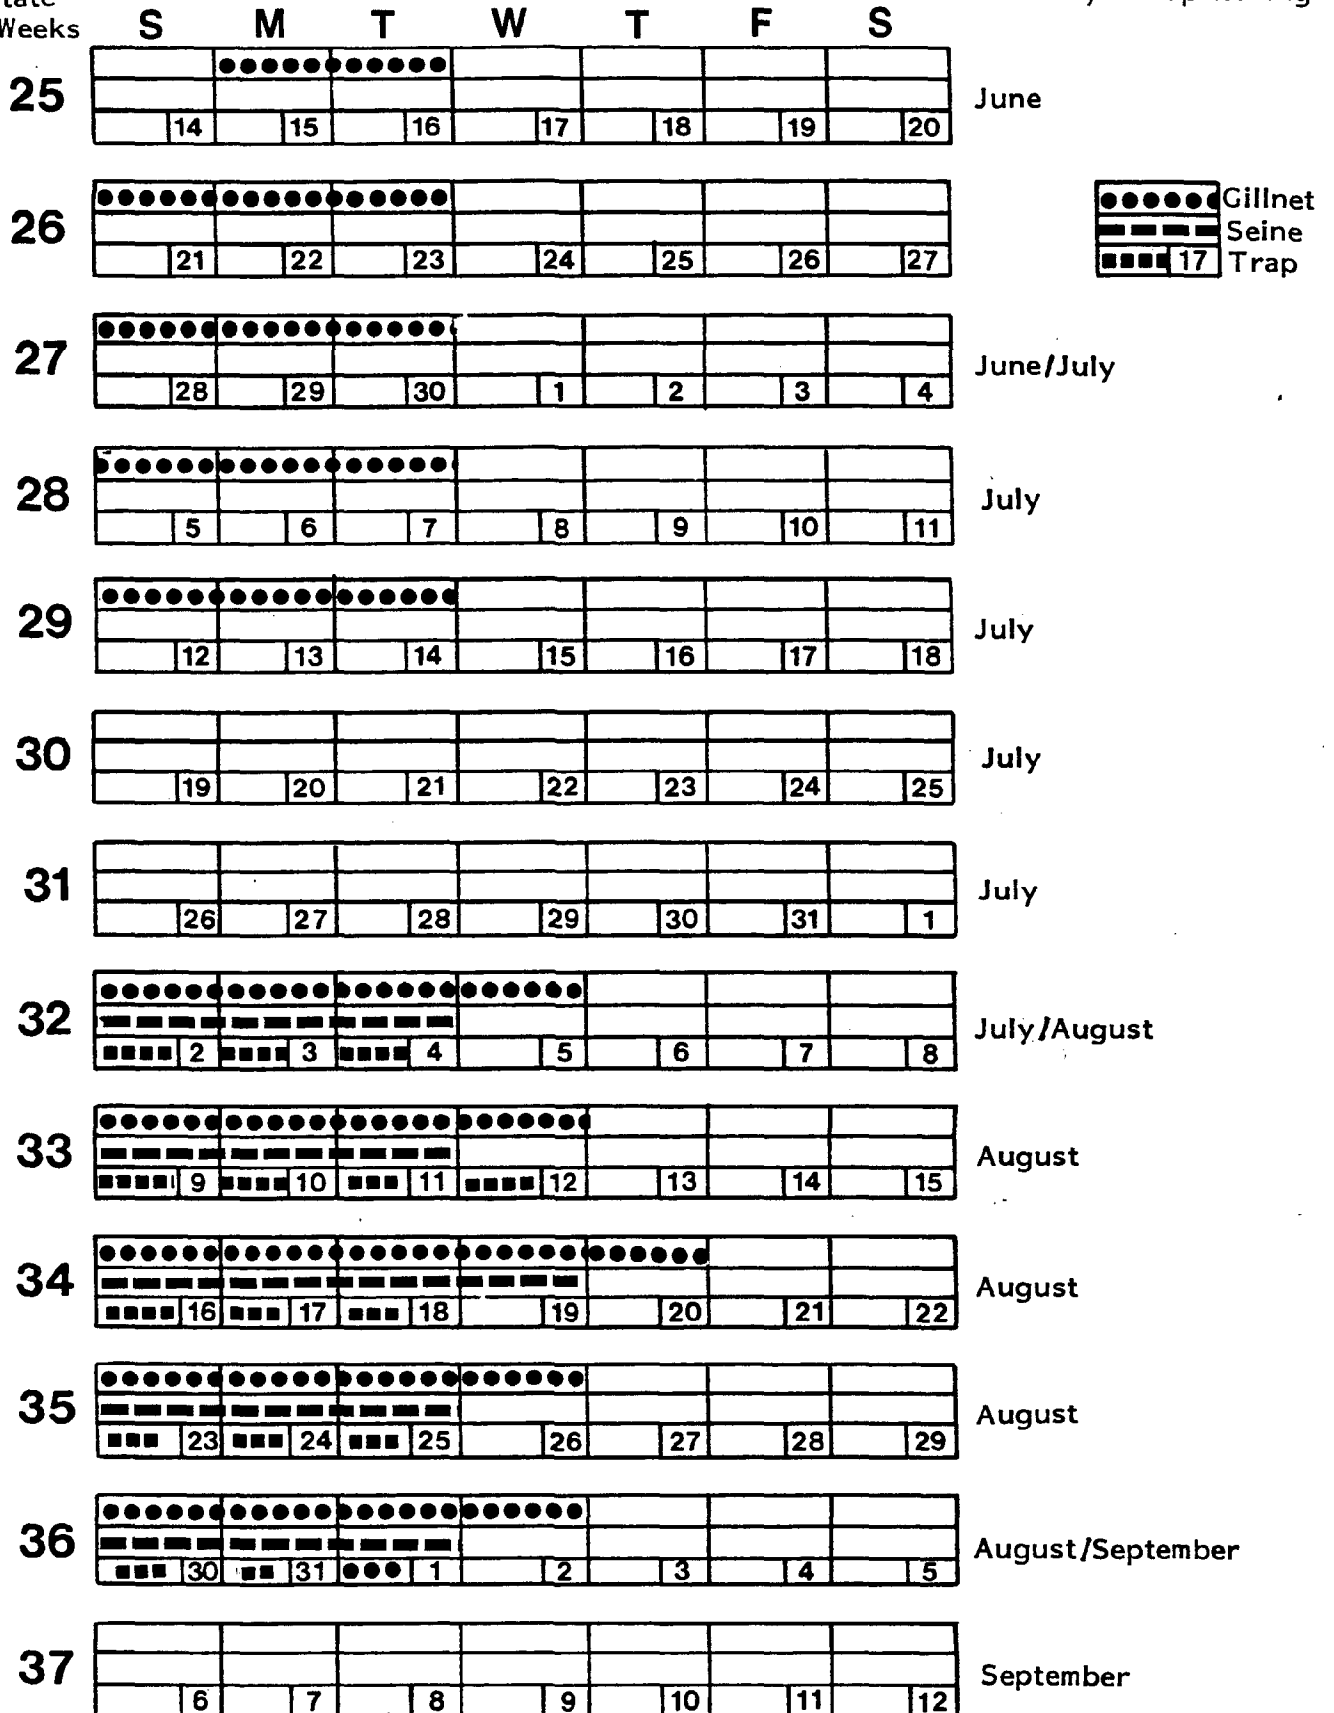 Weeks S M T W T F S
25 June
14 15 16 17 18 19 20
26
21 22 23 24 25 26 27
Gillnet
Seine
17 Trap
27 June/July
28 29 30 1 2 3 4
28 July
5 6 7 8 9 10 11
29 July
12 13 14 15 16 17 18
30 July
19 20 21 22 23 24 25
31 July
26 27 28 29 30 31 1
32 July/August
2 3 4 5 6 7 8
33 August
9 10 11 12 13 14 15
34 August
16 17 18 19 20 21 22
35 August
23 24 25 26 27 28 29
36 August/September
30 31 1 2 3 4 5
37 September
6 7 8 9 10 11 12